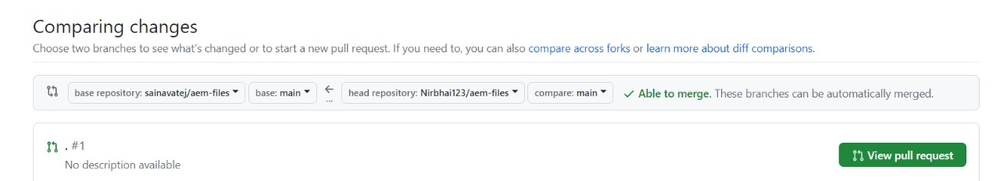 Comparing changes
Choose two branches to see what's changed or to start a new pull request. If you need to, you can also compare across forks or learn more about diff comparisons.
base repository: sainavatej/aem-files base: main ... head repository: Nirbhai123/aem-files compare: main Able to merge. These branches can be automatically merged.
. #1
No description available
View pull request